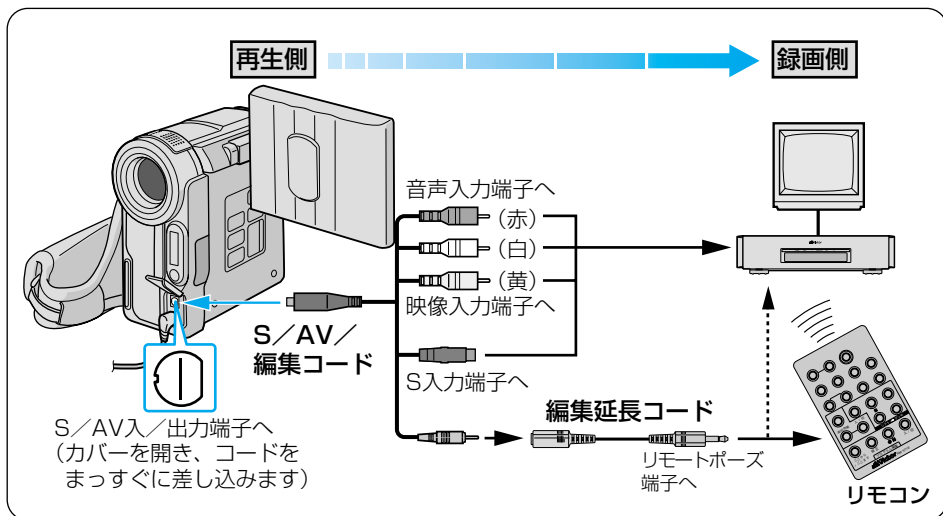 再生側
録画側
音声入力端子へ
(赤)
(白)
(黄)
映像入力端子へ
S/AV/
編集コード
S入力端子へ
S/AV入/出力端子へ
(カバーを開き、コードを
まっすぐに差し込みます)
編集延長コード
リモートポーズ
端子へ
リモコン